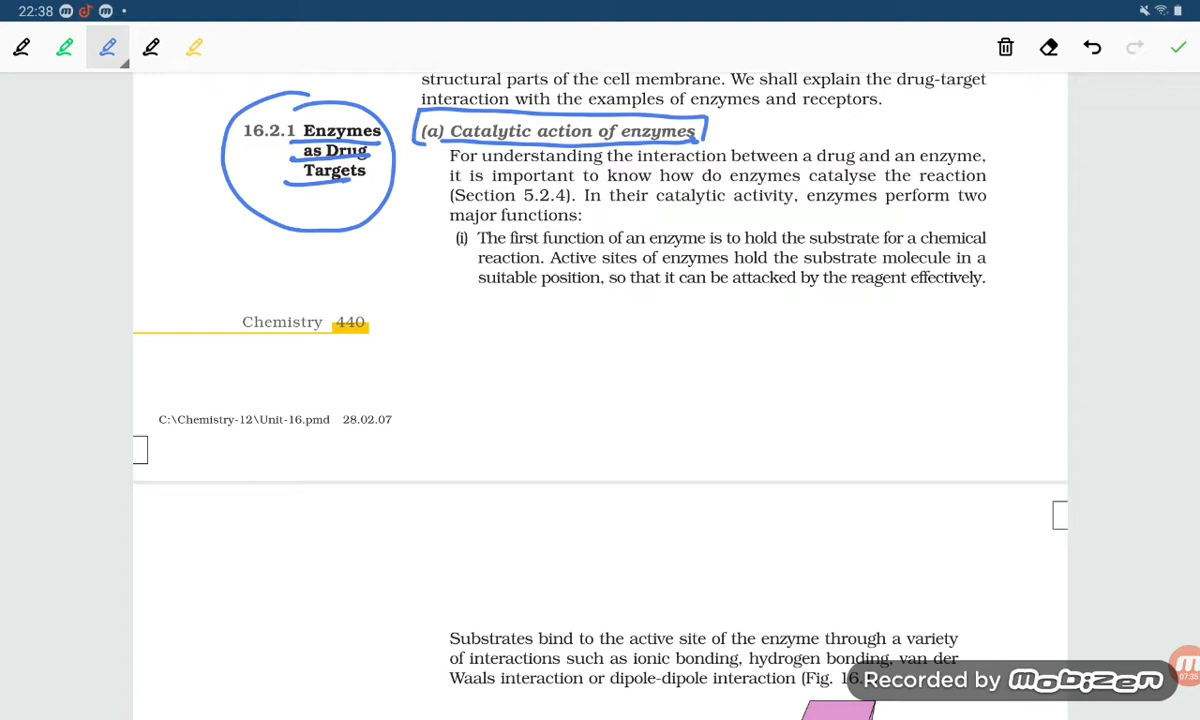 22:38
structural parts of the cell membrane. We shall explain the drug-target
interaction with the examples of enzymes and receptors.
16.2.1 Enzymes
as Drug
Targets
(a) Catalytic action of enzymes
For understanding the interaction between a drug and an enzyme,
it is important to know how do enzymes catalyse the reaction
(Section 5.2.4). In their catalytic activity, enzymes perform two
major functions:
(i) The first function of an enzyme is to hold the substrate for a chemical
reaction. Active sites of enzymes hold the substrate molecule in a
suitable position, so that it can be attacked by the reagent effectively.
Chemistry 440
C:\Chemistry-12\Unit-16.pmd 28.02.07
Substrates bind to the active site of the enzyme through a variety
of interactions such as ionic bonding, hydrogen bonding, van der
Waals interaction or dipole-dipole interaction (Fig. 16.
Recorded by mobizen
07:35